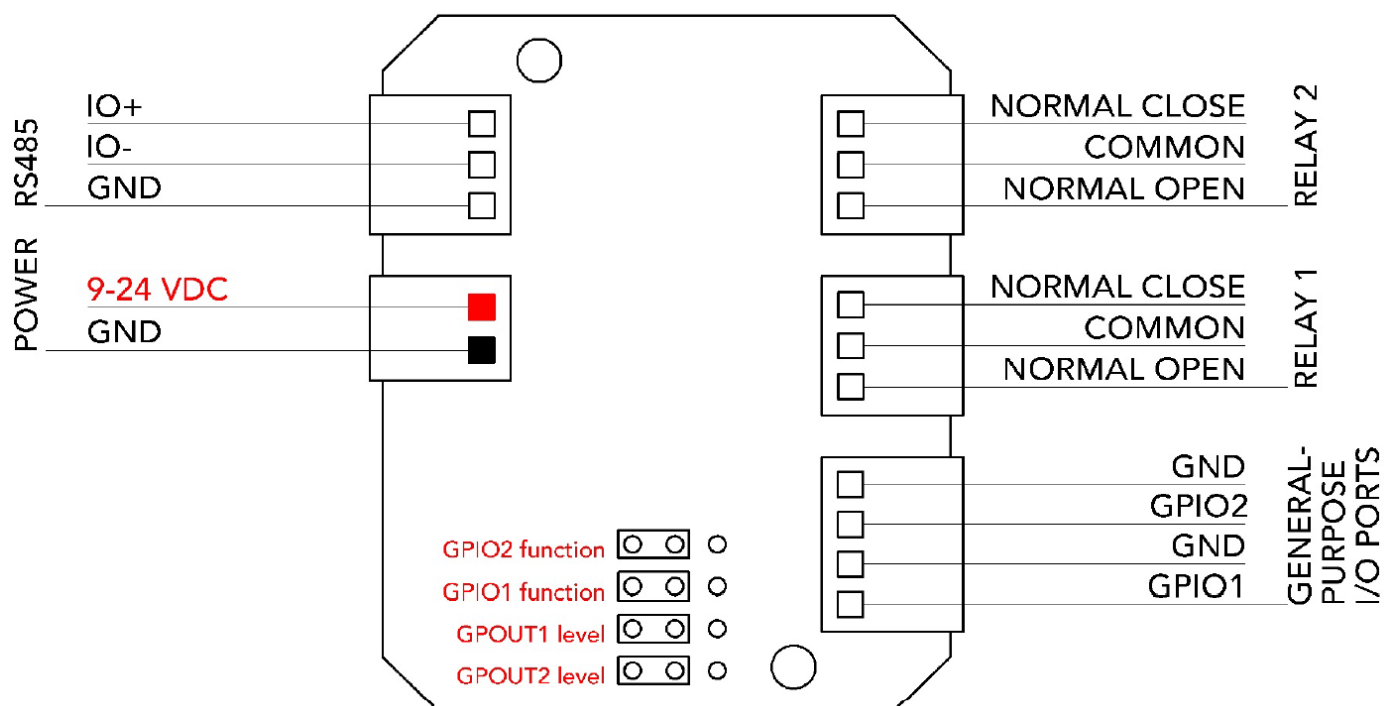 RS485
IO+
IO-
GND
POWER
9-24 VDC
GND
NORMAL CLOSE
COMMON
NORMAL OPEN
RELAY 2
NORMAL CLOSE
COMMON
NORMAL OPEN
RELAY 1
GND
GPIO2
GND
GPIO1
GENERAL-
PURPOSE
I/O PORTS
GPIO2 function
GPIO1 function
GPOUT1 level
GPOUT2 level